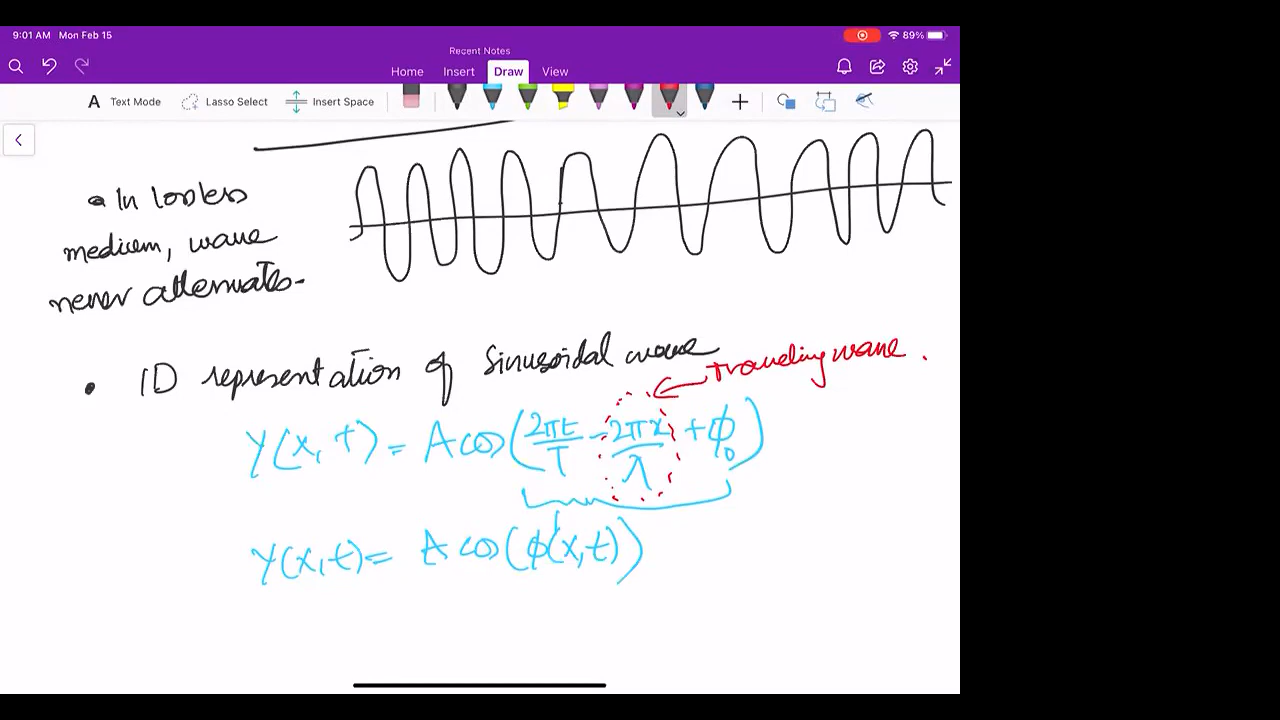 9:01 AM Mon Feb 15
89%
Recent Notes
Home Insert Draw View
Text Mode Lasso Select Insert Space
• In lossless
medium, wave
never attenuates.
• 1D representation of Sinusoidal wave
Traveling wave.
Y(x, t) = A cos(2πt/T - 2πx/λ + ϕ₀)
Y(x,t) = A cos(ϕ(x,t))